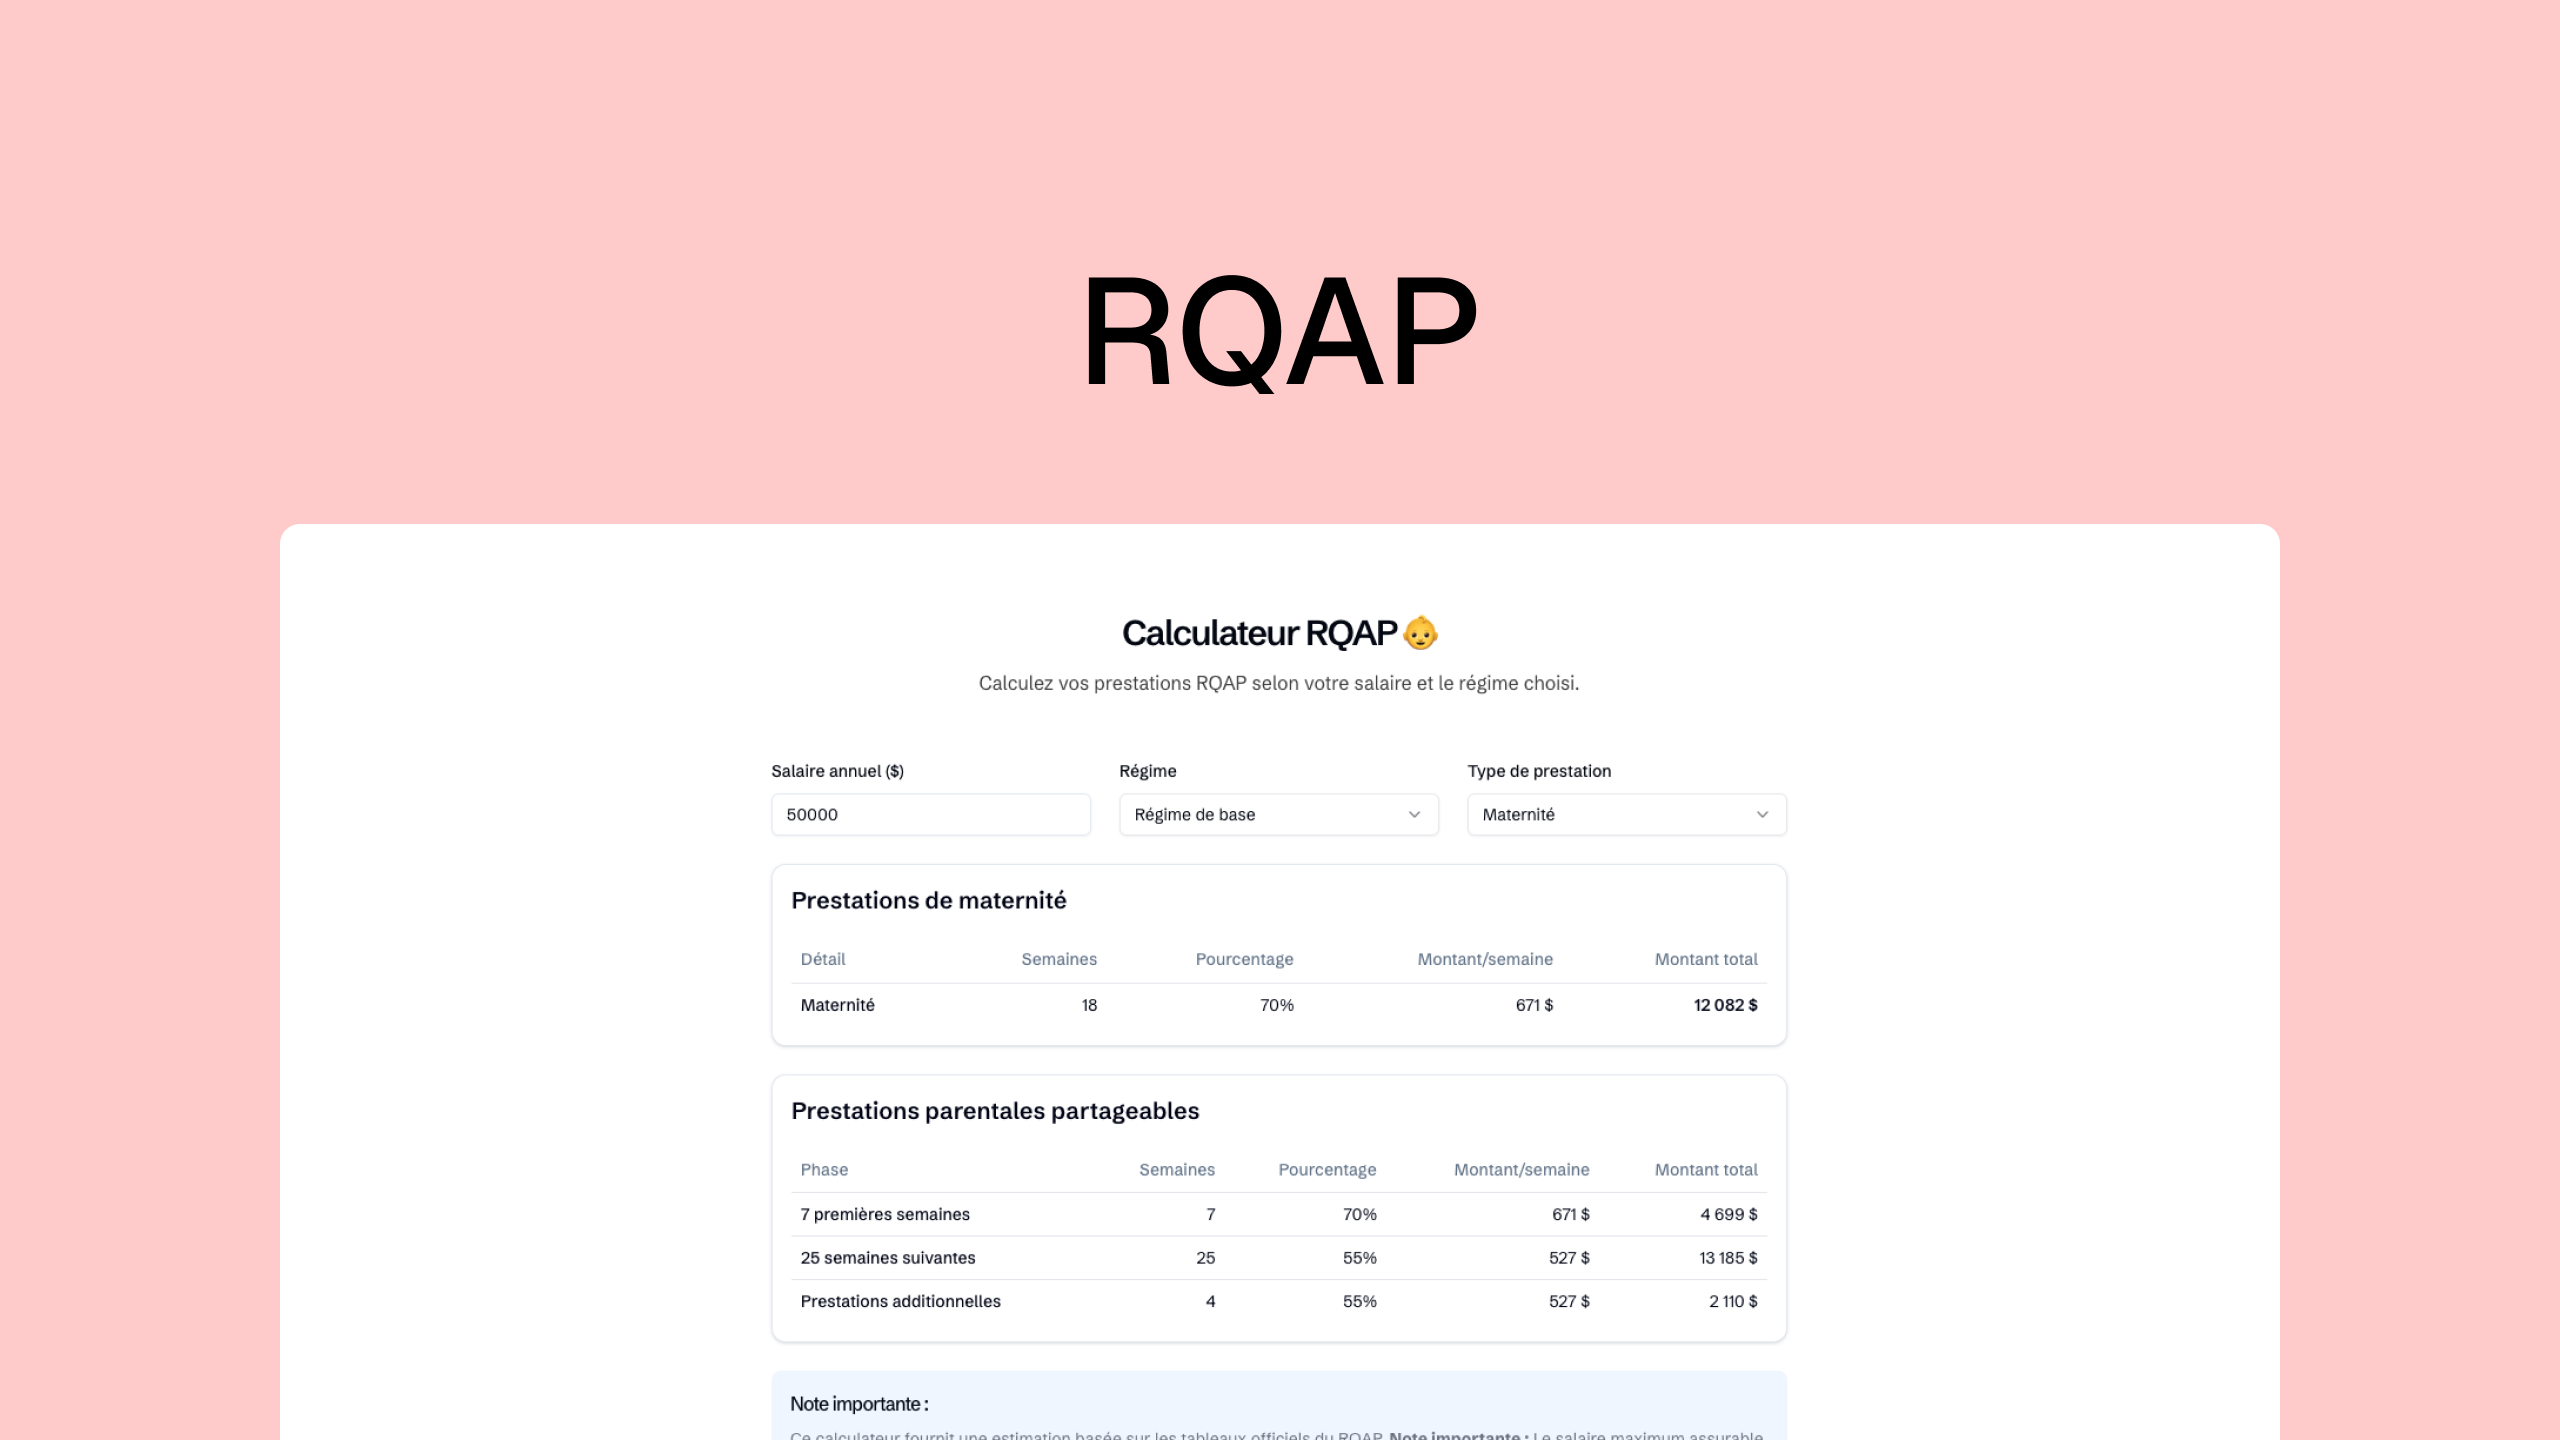 RQAP
Calculateur RQAP
Calculez vos prestations RQAP selon votre salaire et le régime choisi.
Salaire annuel ($) Régime Type de prestation
50000 Régime de base Maternité
Prestations de maternité
Détail Semaines Pourcentage Montant/semaine Montant total
Maternité 18 70% 671 $ 12 082 $
Prestations parentales partageables
Phase Semaines Pourcentage Montant/semaine Montant total
7 premières semaines 7 70% 671 $ 4 699 $
25 semaines suivantes 25 55% 527 $ 13 185 $
Prestations additionnelles 4 55% 527 $ 2 110 $
Note importante :
Ce calculateur fournit une estimation basée sur les tableaux officiels du RQAP. Note importante : Le salaire maximum assurable